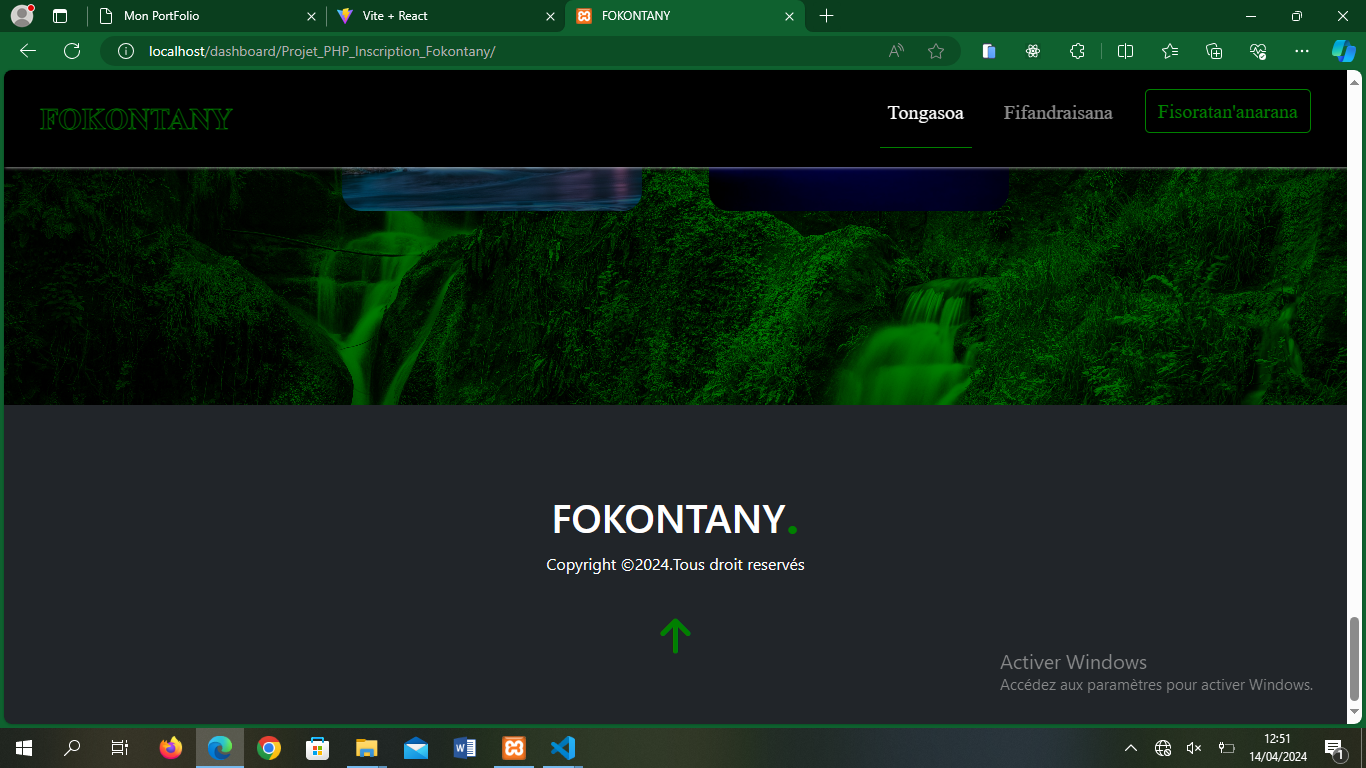 Mon PortFolio
Vite + React
FOKONTANY
localhost/dashboard/Projet_PHP_Inscription_Fokontany/
FOKONTANY
Tongasoa
Fifandraisana
Fisoratan'anarana
FOKONTANY.
Copyright ©2024.Tous droit reservés
Activer Windows
Accédez aux paramètres pour activer Windows.
12:51
14/04/2024
1